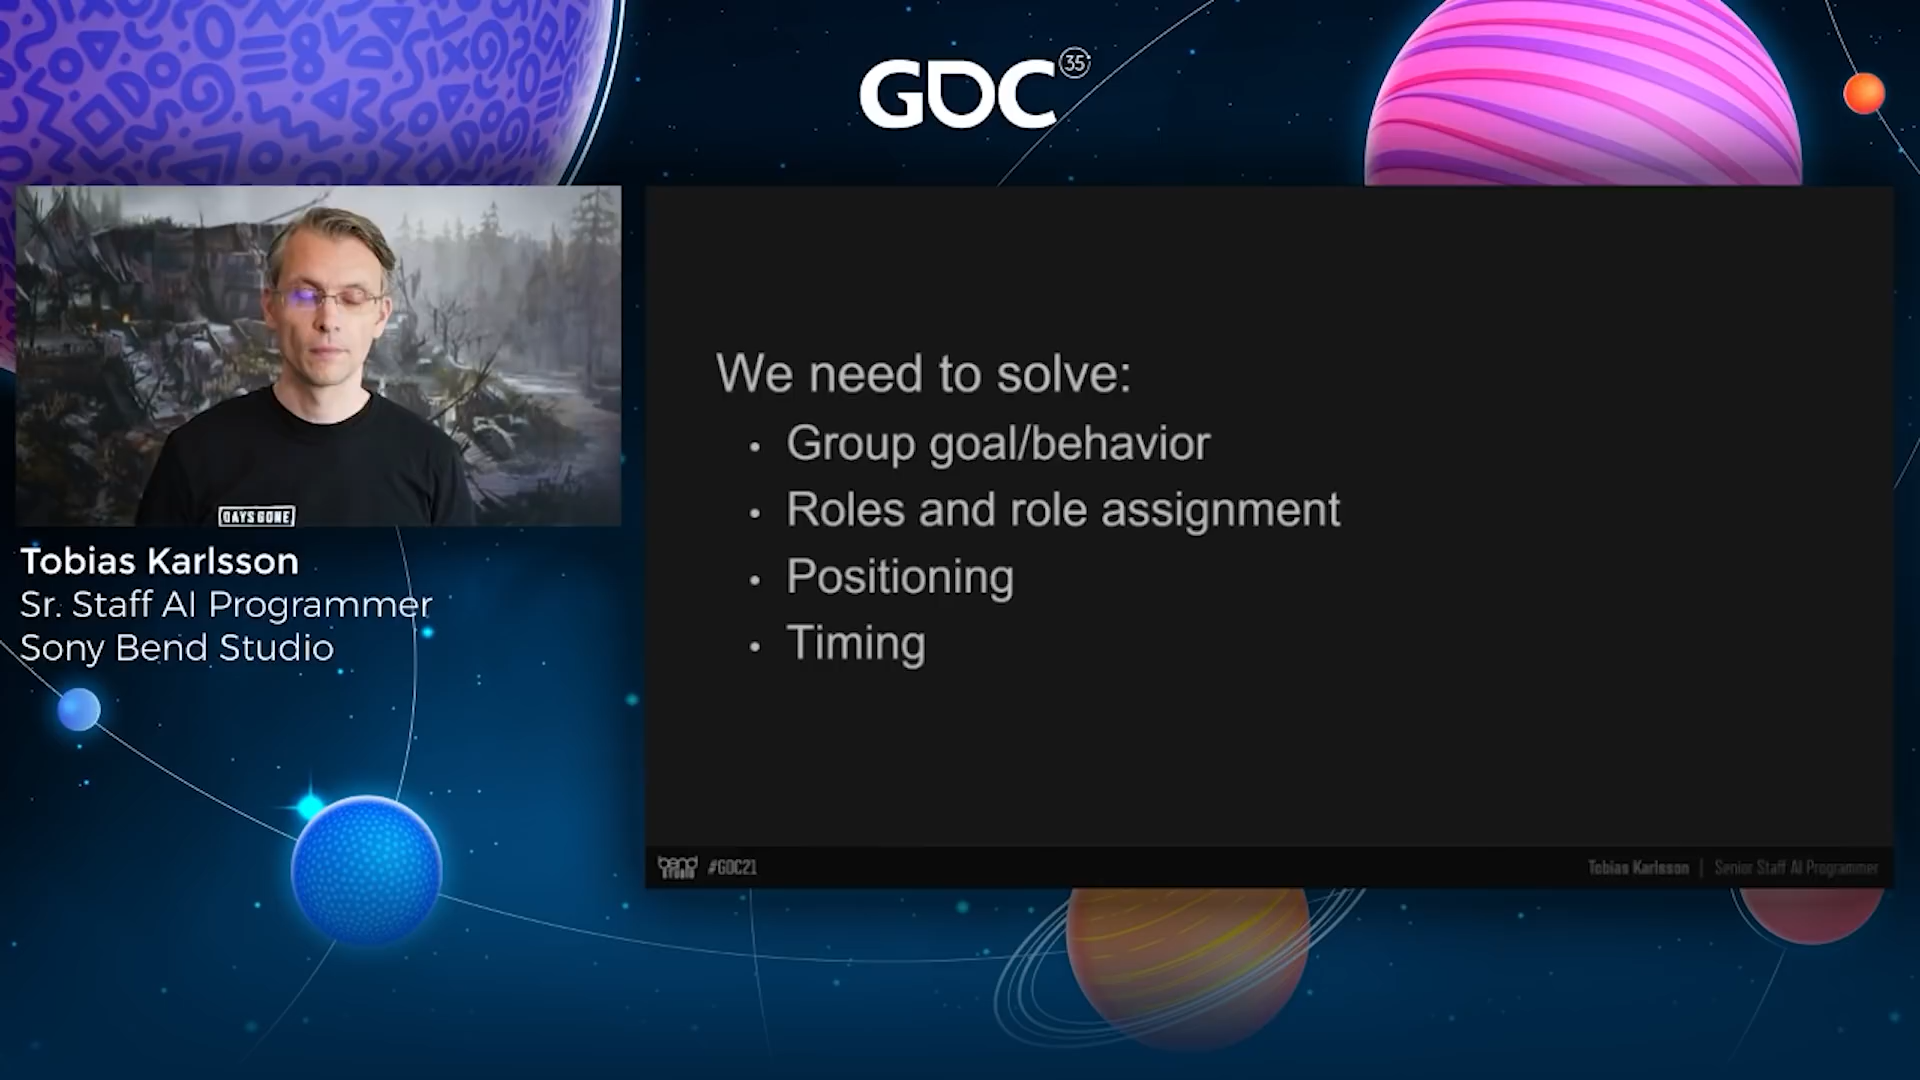 GDC 35
DAYS GONE
Tobias Karlsson
Sr. Staff AI Programmer
Sony Bend Studio
We need to solve:
• Group goal/behavior
• Roles and role assignment
• Positioning
• Timing
bend STUDIO #GDC21
Tobias Karlsson | Senior Staff AI Programmer